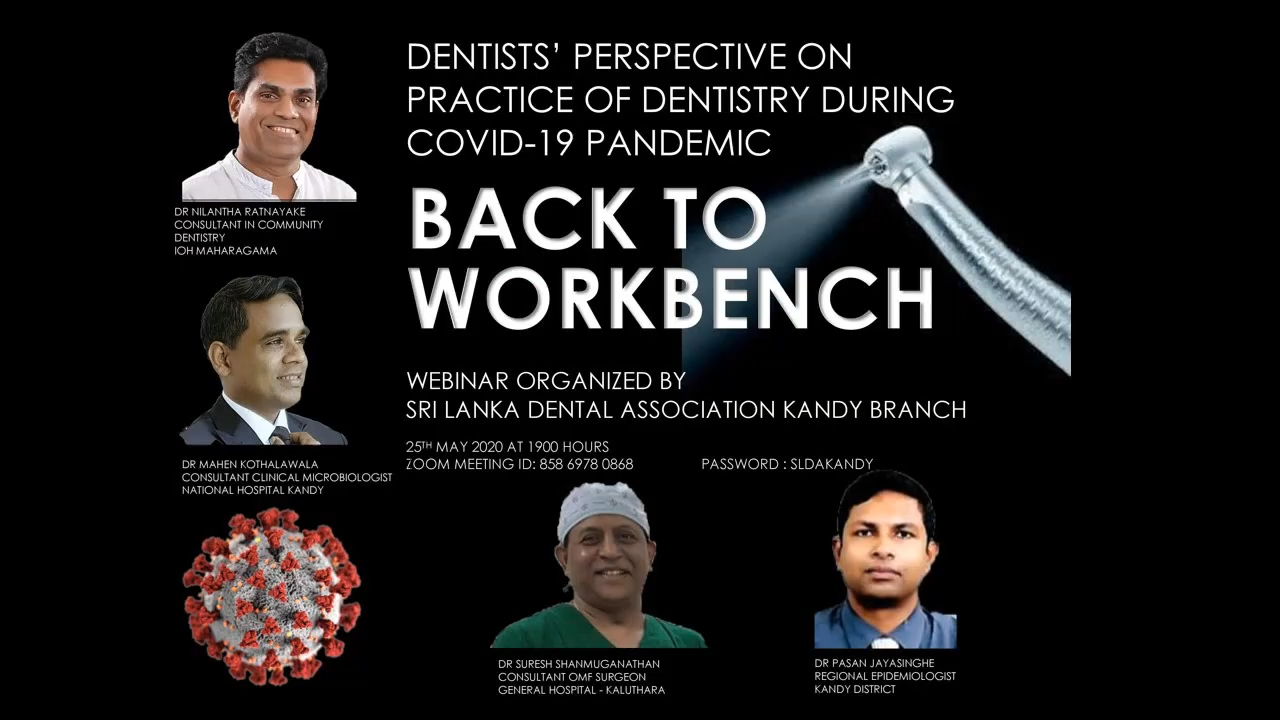 DENTISTS’ PERSPECTIVE ON
PRACTICE OF DENTISTRY DURING
COVID-19 PANDEMIC
BACK TO
WORKBENCH
DR NILANTHA RATNAYAKE
CONSULTANT IN COMMUNITY
DENTISTRY
IOH MAHARAGAMA
WEBINAR ORGANIZED BY
SRI LANKA DENTAL ASSOCIATION KANDY BRANCH
25TH MAY 2020 AT 1900 HOURS
ZOOM MEETING ID: 858 6978 0868 PASSWORD : SLDAKANDY
DR MAHEN KOTHALAWALA
CONSULTANT CLINICAL MICROBIOLOGIST
NATIONAL HOSPITAL KANDY
DR SURESH SHANMUGANATHAN
CONSULTANT OMF SURGEON
GENERAL HOSPITAL - KALUTHARA
DR PASAN JAYASINGHE
REGIONAL EPIDEMIOLOGIST
KANDY DISTRICT